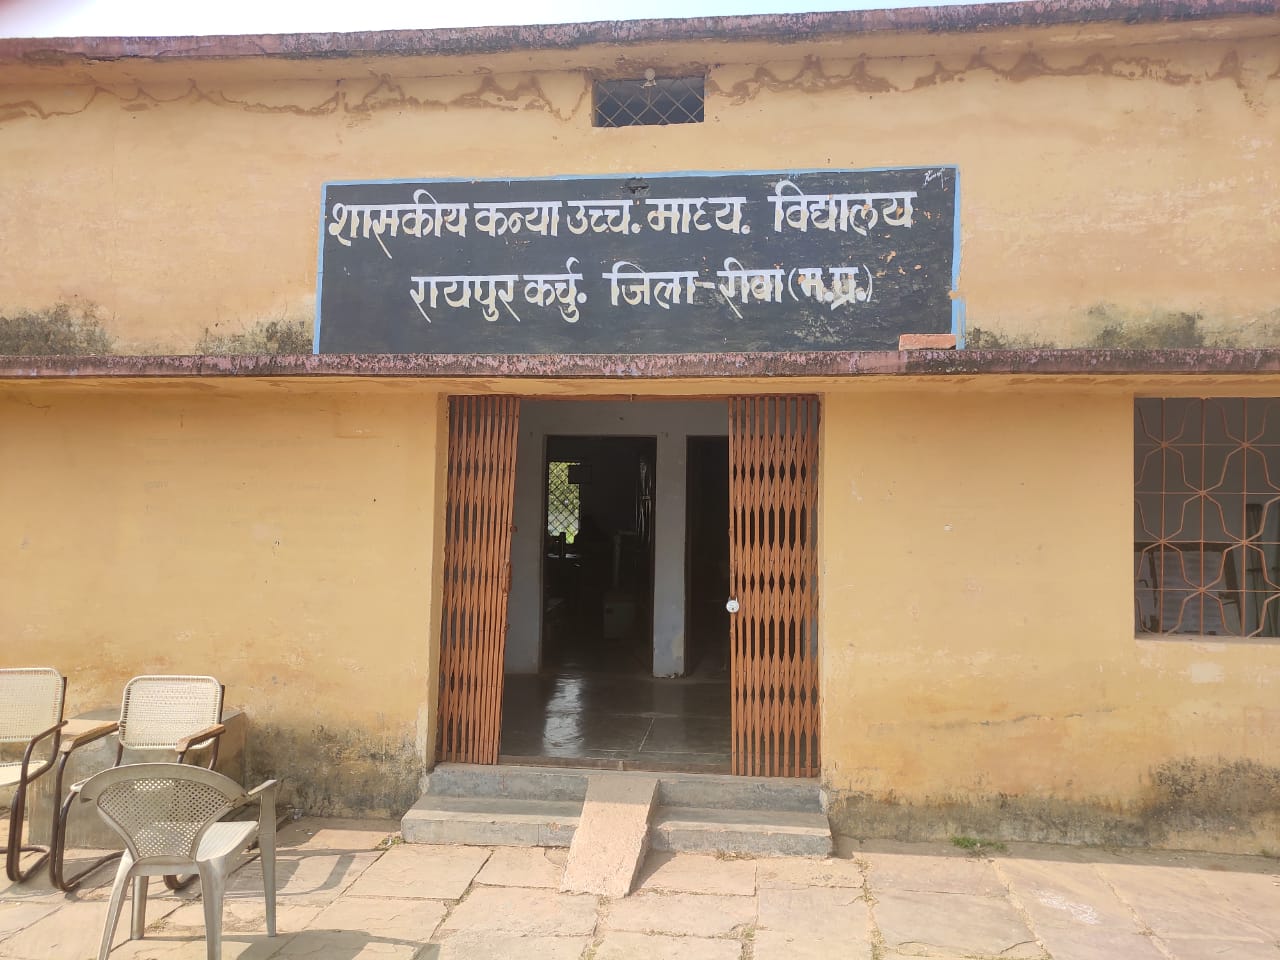 शासकीय कन्या उच्च. माध्य. विद्यालय
रायपुर कर्चु. जिला-रीवा (म.प्र.)